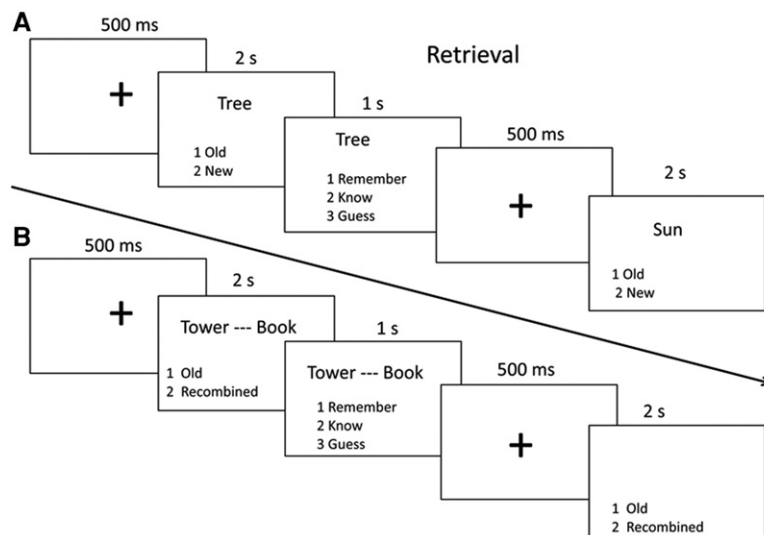 A
500 ms
2 s
Retrieval
Tree
1 Old
2 New
1 s
Tree
1 Remember
2 Know
3 Guess
500 ms
2 s
Sun
1 Old
2 New
B
500 ms
2 s
Tower --- Book
1 Old
2 Recombined
1 s
Tower --- Book
1 Remember
2 Know
3 Guess
500 ms
2 s
1 Old
2 Recombined